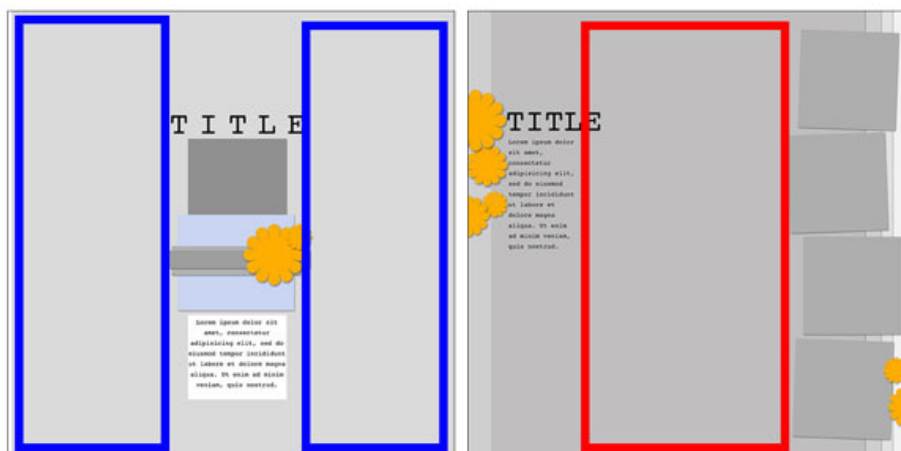 TITLE
Lorem ipsum dolor sit
amet, consectetur
adipisicing elit, sed do
eiusmod tempor incididunt
ut labore et dolore magna
aliqua. Ut enim ad minim
veniam, quis nostrud.
TITLE
Lorem ipsum dolor
sit amet,
consectetur
adipisicing elit,
sed do eiusmod
tempor incididunt
ut labore et
dolore magna
aliqua. Ut enim
ad minim veniam,
quis nostrud.